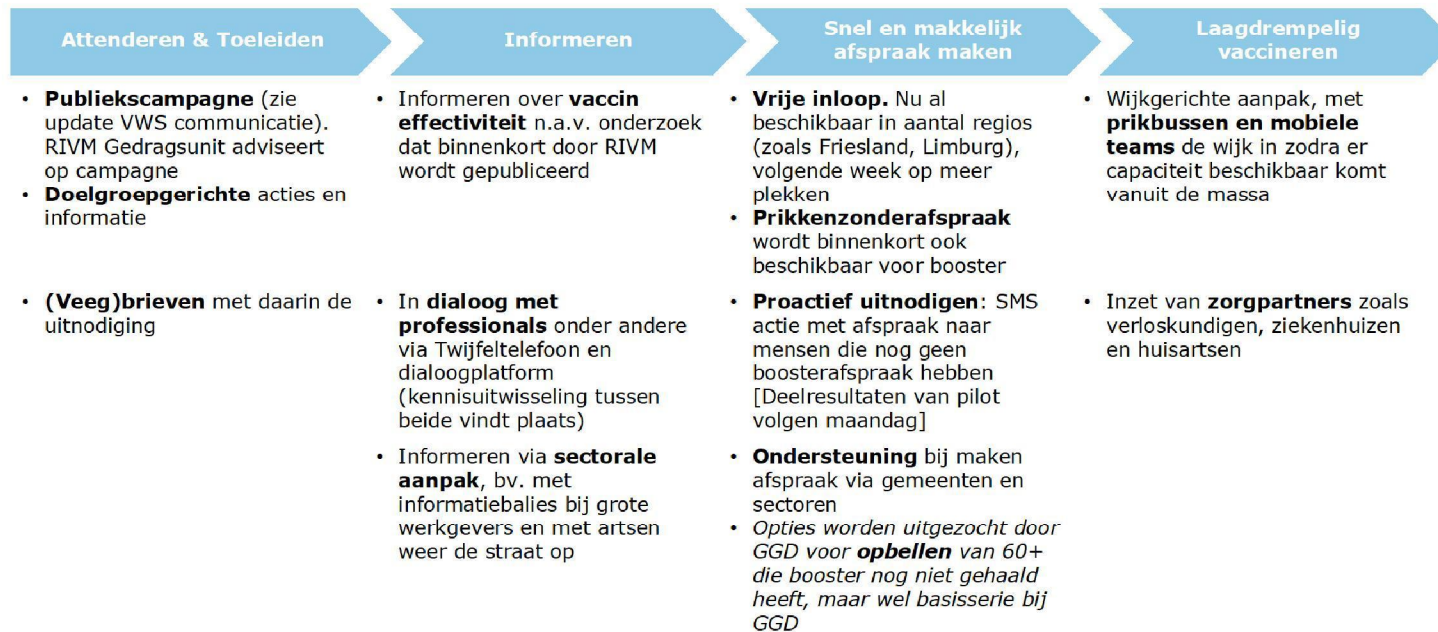 Attenderen & Toeleiden
Informeren
Snel en makkelijk
afspraak maken
Laagdrempelig
vaccineren
• Publiekscampagne (zie
update VWS communicatie).
RIVM Gedragsunit adviseert
op campagne
• Doelgroepgerichte acties en
informatie
• (Veeg)brieven met daarin de
uitnodiging
• Informeren over vaccin
effectiviteit n.a.v. onderzoek
dat binnenkort door RIVM
wordt gepubliceerd
• In dialoog met
professionals onder andere
via Twijfeltelefoon en
dialoogplatform
(kennisuitwisseling tussen
beide vindt plaats)
• Informeren via sectorale
aanpak, bv. met
informatiebalies bij grote
werkgevers en met artsen
weer de straat op
• Vrije inloop. Nu al
beschikbaar in aantal regios
(zoals Friesland, Limburg),
volgende week op meer
plekken
• Prikkenzonderafspraak
wordt binnenkort ook
beschikbaar voor booster
• Proactief uitnodigen: SMS
actie met afspraak naar
mensen die nog geen
boosterafspraak hebben
[Deelresultaten van pilot
volgen maandag]
• Ondersteuning bij maken
afspraak via gemeenten en
sectoren
• Opties worden uitgezocht door
GGD voor opbellen van 60+
die booster nog niet gehaald
heeft, maar wel basisserie bij
GGD
• Wijkgerichte aanpak, met
prikbussen en mobiele
teams de wijk in zodra er
capaciteit beschikbaar komt
vanuit de massa
• Inzet van zorgpartners zoals
verloskundigen, ziekenhuizen
en huisartsen